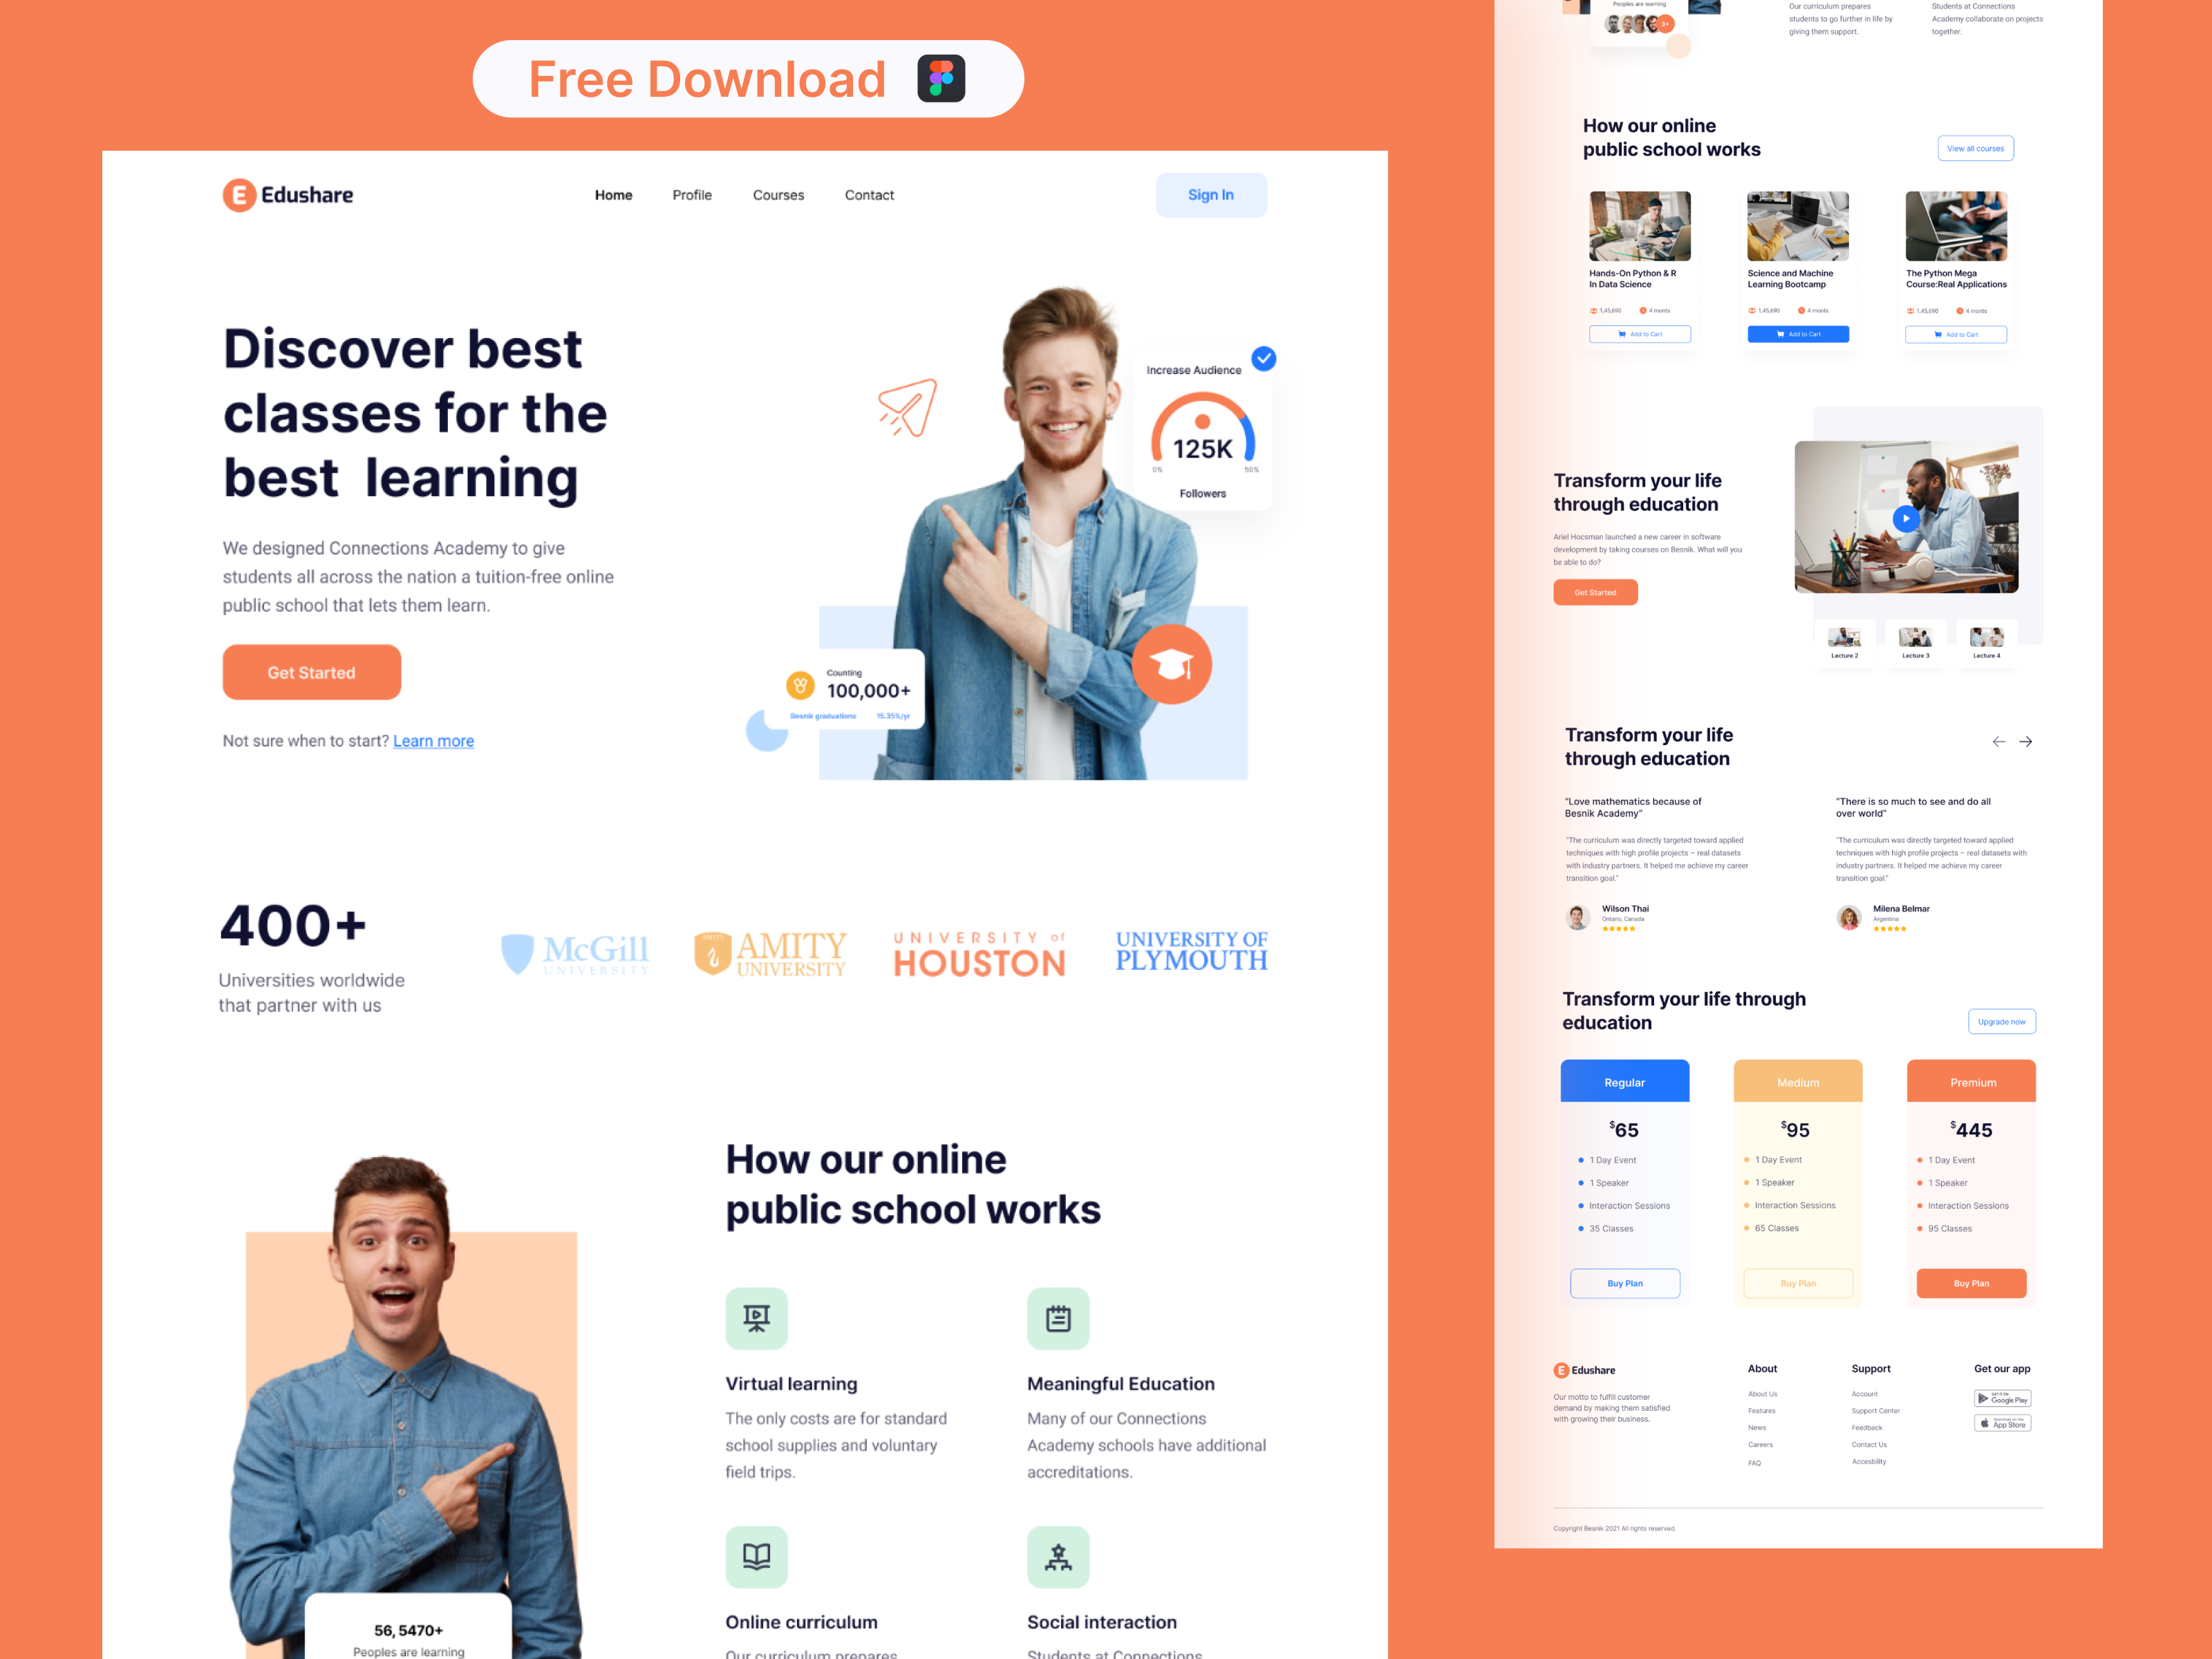 Free Download
E Edushare
Home
Profile
Courses
Contact
Sign In
Discover best
classes for the
best learning
We designed Connections Academy to give
students all across the nation a tuition-free online
public school that lets them learn.
Get Started
Not sure when to start? Learn more
Increase Audience
125K
0%
50%
Followers
Counting
100,000+
Besnik graduations
15.35%/yr
400+
Universities worldwide
that partner with us
McGill
UNIVERSITY
AMITY
AMITY
UNIVERSITY
UNIVERSITY of
HOUSTON
UNIVERSITY OF
PLYMOUTH
How our online
public school works
Virtual learning
The only costs are for standard
school supplies and voluntary
field trips.
Meaningful Education
Many of our Connections
Academy schools have additional
accreditations.
Online curriculum
Our curriculum prepares
Social interaction
Students at Connections
56, 5470+
Peoples are learning
Peoples are learning
3+
Our curriculum prepares
students to go further in life by
giving them support.
Students at Connections
Academy collaborate on projects
together.
How our online
public school works
View all courses
Hands-On Python & R
In Data Science
1,45,690
4 monts
Add to Cart
Science and Machine
Learning Bootcamp
1,45,690
4 monts
Add to Cart
The Python Mega
Course:Real Applications
1,45,690
4 monts
Add to Cart
Transform your life
through education
Ariel Hocsman launched a new career in software
development by taking courses on Besnik. What will you
be able to do?
Get Started
Lecture 2
Lecture 3
Lecture 4
Transform your life
through education
"Love mathematics because of
Besnik Academy"
"The curriculum was directly targeted toward applied
techniques with high profile projects – real datasets
with industry partners. It helped me achieve my career
transition goal."
Wilson Thai
Ontario, Canada
"There is so much to see and do all
over world"
"The curriculum was directly targeted toward applied
techniques with high profile projects – real datasets with
industry partners. It helped me achieve my career
transition goal."
Milena Belmar
Argentina
Transform your life through
education
Upgrade now
Regular
$65
1 Day Event
1 Speaker
Interaction Sessions
35 Classes
Buy Plan
Medium
$95
1 Day Event
1 Speaker
Interaction Sessions
65 Classes
Buy Plan
Premium
$445
1 Day Event
1 Speaker
Interaction Sessions
95 Classes
Buy Plan
E Edushare
Our motto to fulfill customer
demand by making them satisfied
with growing their business.
About
About Us
Features
News
Careers
FAQ
Support
Account
Support Center
Feedback
Contact Us
Accesbility
Get our app
GET IT ON
Google Play
Download on the
App Store
Copyright Besnik 2021 All rights reserved.